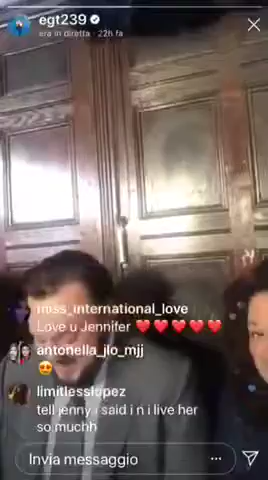 egt239
era in diretta · 22h fa
miss_international_love
Love u Jennifer ❤️❤️❤️❤️❤️
antonella_jlo_mjj
😍
limitlesslopez
tell jenny i said i n i live her
so muchh
Invia messaggio